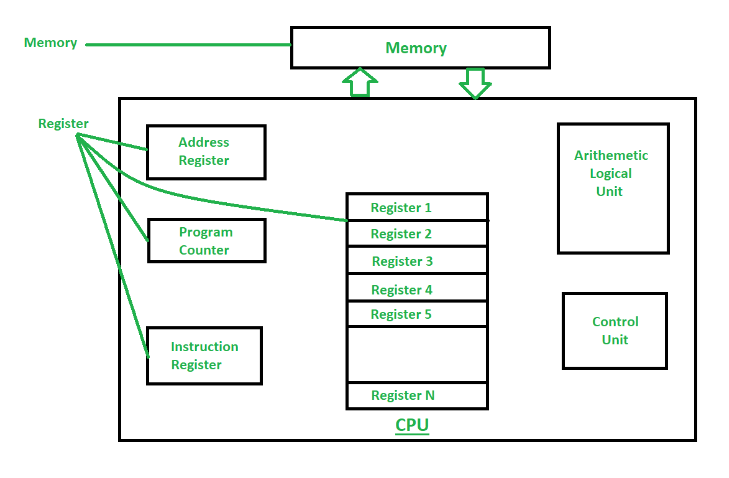 Memory
Memory
Register
Address
Register
Program
Counter
Instruction
Register
Register 1
Register 2
Register 3
Register 4
Register 5
Register N
CPU
Arithemetic
Logical
Unit
Control
Unit